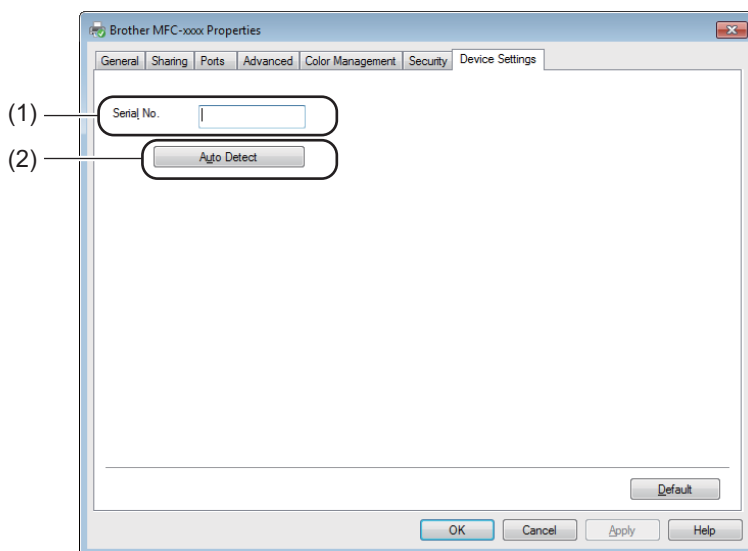 Brother MFC-xxxx Properties
General Sharing Ports Advanced Color Management Security Device Settings
(1) Serial No.
(2) Auto Detect
Default
OK Cancel Apply Help